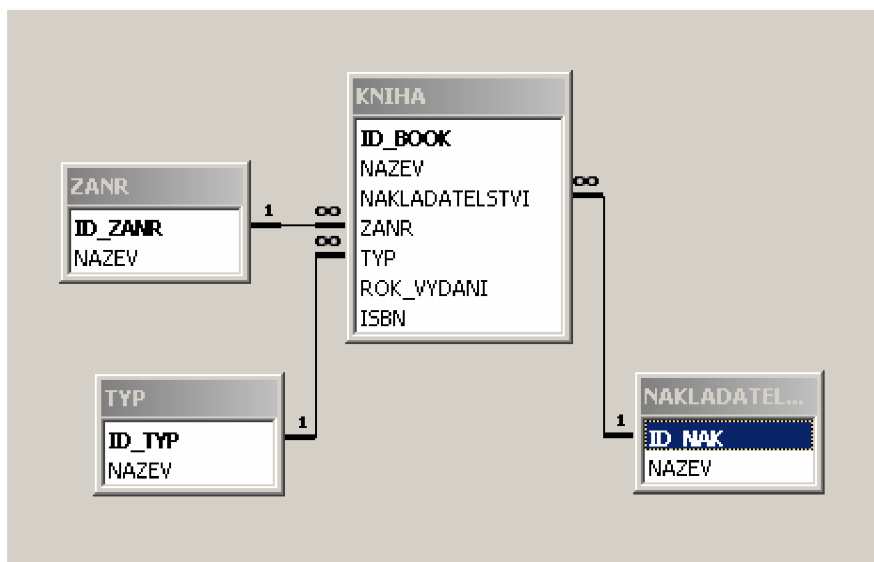 KNIHA
ID_BOOK
NAZEV
NAKLADATELSTVI
ZANR
TYP
ROK_VYDANI
ISBN
ZANR
ID_ZANR
NAZEV
1
∞
∞
∞
TYP
ID_TYP
NAZEV
1
NAKLADATEL...
ID_NAK
NAZEV
1